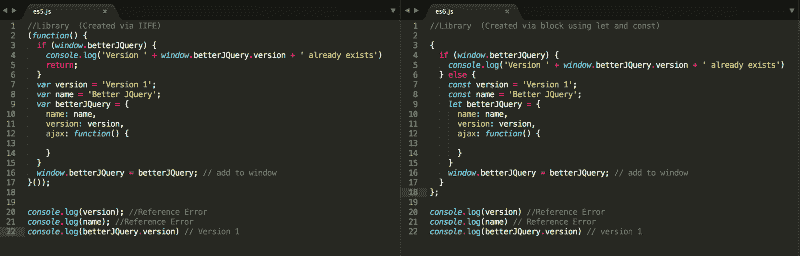 es5.js ×
1 //Library  (Created via IIFE)
2 (function() {
3   if (window.betterJQuery) {
4     console.log('Version ' + window.betterJQuery.version + ' already exists')
5     return;
6   }
7   var version = 'Version 1';
8   var name = 'Better JQuery';
9   var betterJQuery = {
10     name: name,
11     version: version,
12     ajax: function() {
13
14     }
15   }
16   window.betterJQuery = betterJQuery; // add to window
17 }());
18
19
20 console.log(version); //Reference Error
21 console.log(name); //Reference Error
22 console.log(betterJQuery.version) // Version 1
es6.js ×
1 //Library  (Created via block using let and const)
2
3 {
4   if (window.betterJQuery) {
5     console.log('Version ' + window.betterJQuery.version + ' already exists')
6   } else {
7     const version = 'Version 1';
8     const name = 'Better JQuery';
9     let betterJQuery = {
10       name: name,
11       version: version,
12       ajax: function() {
13
14       }
15     }
16     window.betterJQuery = betterJQuery; // add to window
17   }
18 };
19
20 console.log(version) //Reference Error
21 console.log(name) // Reference Error
22 console.log(betterJQuery.version) // version 1